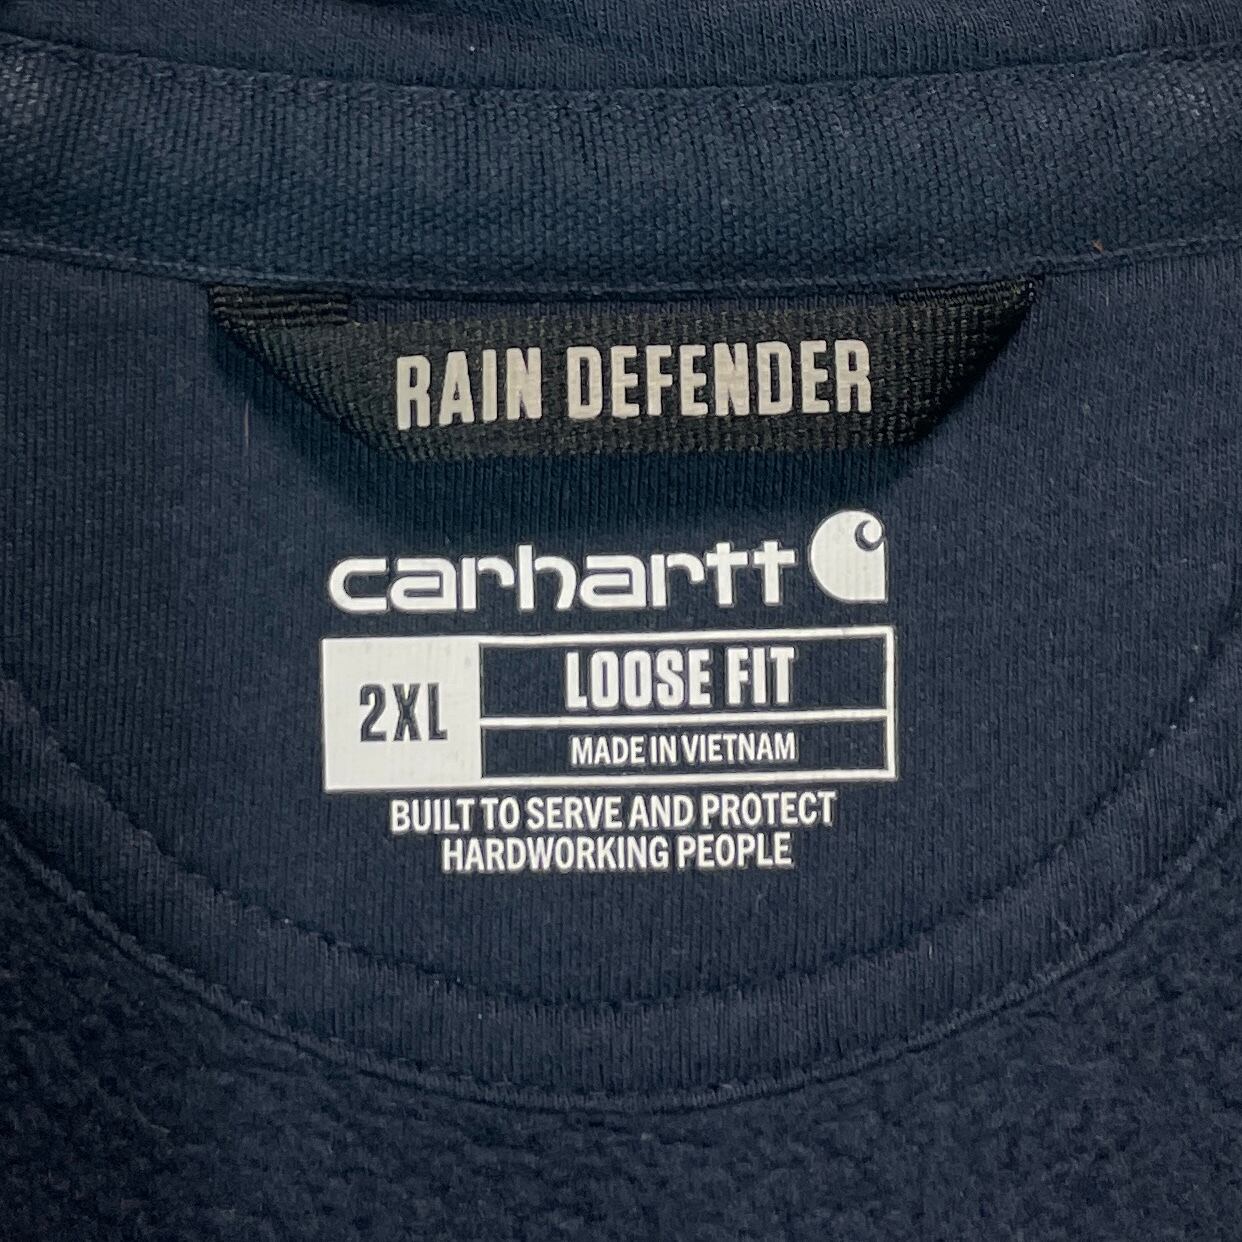 RAIN DEFENDER
carhartt
2XL
LOOSE FIT
MADE IN VIETNAM
BUILT TO SERVE AND PROTECT
HARDWORKING PEOPLE